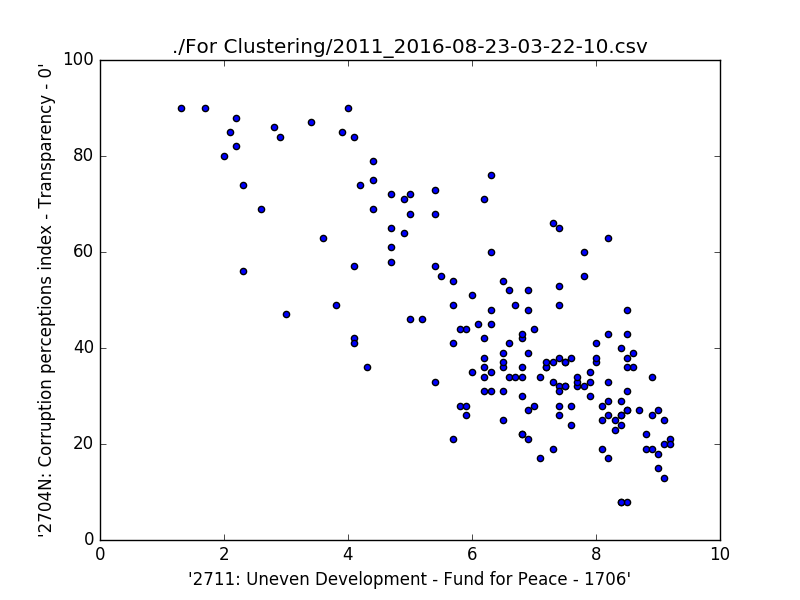 ./For Clustering/2011_2016-08-23-03-22-10.csv
100
80
60
40
20
0
'2704N: Corruption perceptions index - Transparency - 0'
0 2 4 6 8 10
'2711: Uneven Development - Fund for Peace - 1706'